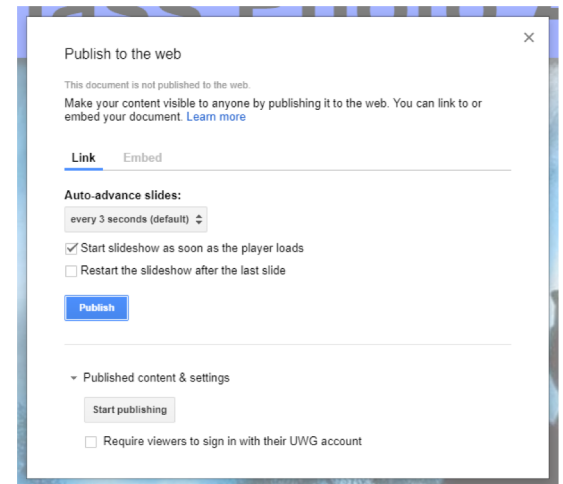 Publish to the web
This document is not published to the web.
Make your content visible to anyone by publishing it to the web. You can link to or
embed your document. Learn more
Link Embed
Auto-advance slides:
every 3 seconds (default)
Start slideshow as soon as the player loads
Restart the slideshow after the last slide
Publish
Published content & settings
Start publishing
Require viewers to sign in with their UWG account